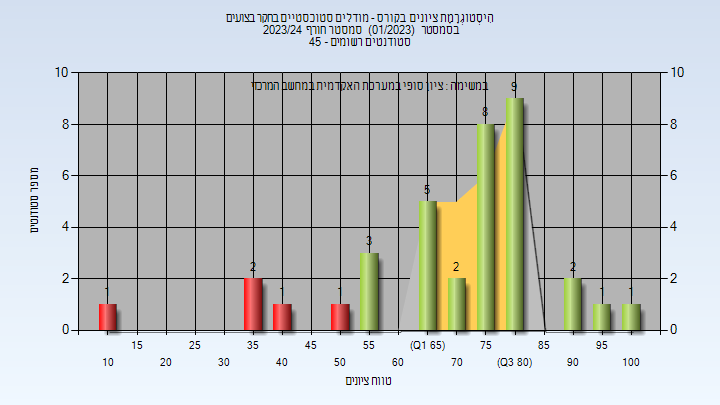 היסטוגרמת ציונים בקורס - מודלים סטוכסטיים בחקר בצועים
בסמסטר (01/2023) סמסטר חורף 2023/24
סטודנטים רשומים - 45
במשימה : ציון סופי במערכת האקדמית במחשב המרכזי
10 10
8 8
6 6
4 4
2 2
0 0
מספר סטודנטים
1 2 1 1 3 5 2 8 9 2 1 1
15 25 35 45 55 (Q1 65) 75 85 95
10 20 30 40 50 60 70 (Q3 80) 90 100
טווח ציונים